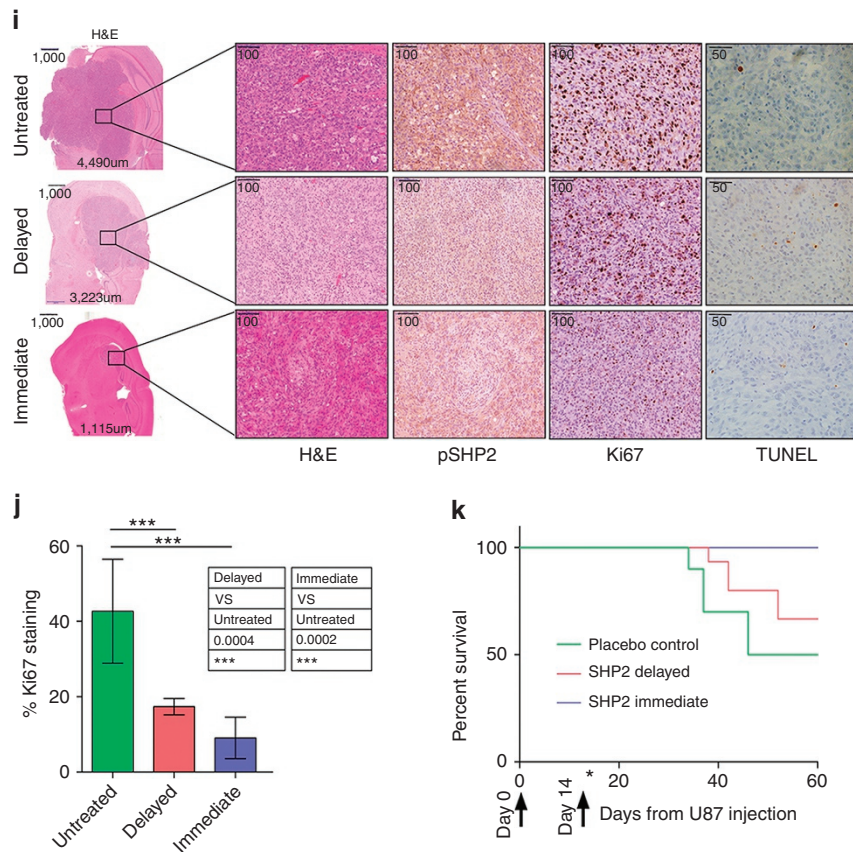 i
H&E
Untreated
1,000
4,490um
100
100
100
50
Delayed
1,000
3,223um
100
100
100
50
Immediate
1,000
1,115um
100
100
100
50
H&E
pSHP2
Ki67
TUNEL
j
***
***
% Ki67 staining
60
40
20
0
Delayed
VS
Untreated
0.0004
***
Immediate
VS
Untreated
0.0002
***
Untreated
Delayed
Immediate
k
Percent survival
100
50
0
Placebo control
SHP2 delayed
SHP2 immediate
0
20
40
60
Day 0
Day 14
*
Days from U87 injection